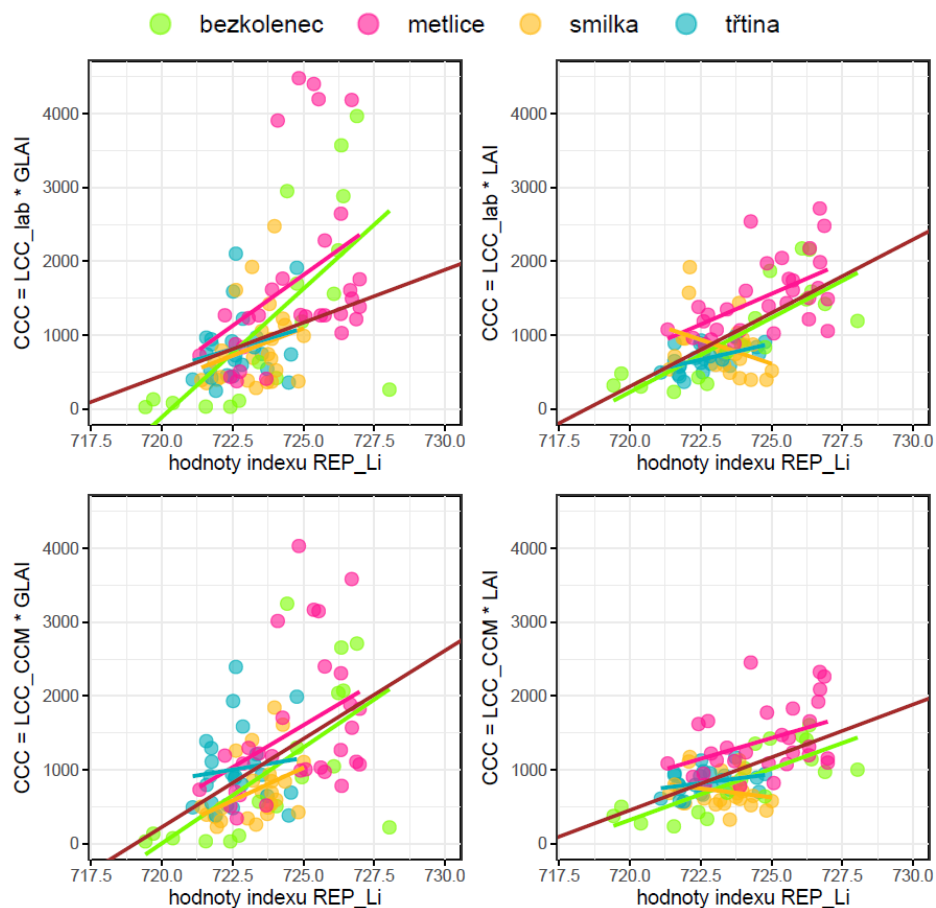 bezkolenec metlice smilka třtina
CCC = LCC_lab * GLAI
4000
3000
2000
1000
0
717.5 720.0 722.5 725.0 727.5 730.0
hodnoty indexu REP_Li
CCC = LCC_lab * LAI
4000
3000
2000
1000
0
717.5 720.0 722.5 725.0 727.5 730.0
hodnoty indexu REP_Li
CCC = LCC_CCM * GLAI
4000
3000
2000
1000
0
717.5 720.0 722.5 725.0 727.5 730.0
hodnoty indexu REP_Li
CCC = LCC_CCM * LAI
4000
3000
2000
1000
0
717.5 720.0 722.5 725.0 727.5 730.0
hodnoty indexu REP_Li